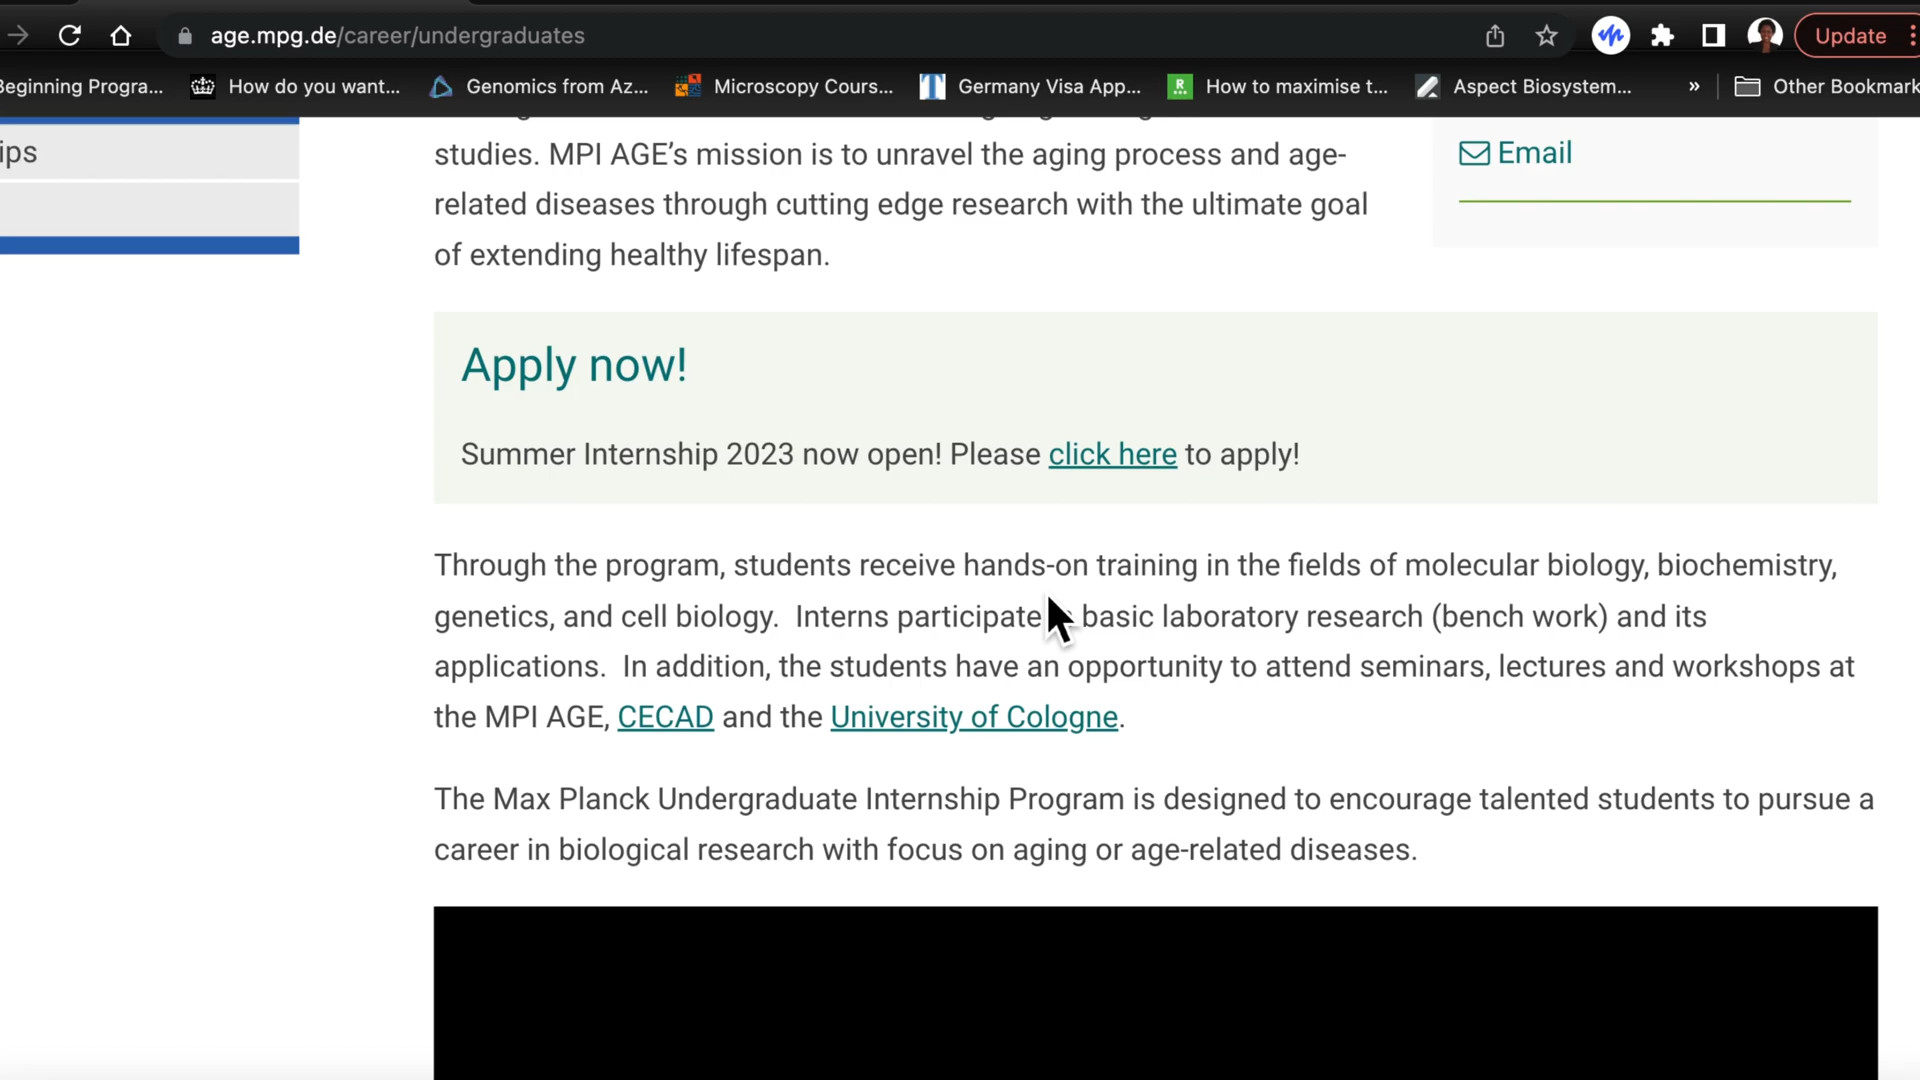 age.mpg.de/career/undergraduates
Update
Beginning Progra...
How do you want...
Genomics from Az...
Microscopy Cours...
Germany Visa App...
R.
How to maximise t...
Aspect Biosystem...
»
Other Bookmark
ips
studies. MPI AGE’s mission is to unravel the aging process and age-
related diseases through cutting edge research with the ultimate goal
of extending healthy lifespan.
Email
Apply now!
Summer Internship 2023 now open! Please click here to apply!
Through the program, students receive hands-on training in the fields of molecular biology, biochemistry,
genetics, and cell biology.  Interns participate basic laboratory research (bench work) and its
applications.  In addition, the students have an opportunity to attend seminars, lectures and workshops at
the MPI AGE, CECAD and the University of Cologne.
The Max Planck Undergraduate Internship Program is designed to encourage talented students to pursue a
career in biological research with focus on aging or age-related diseases.